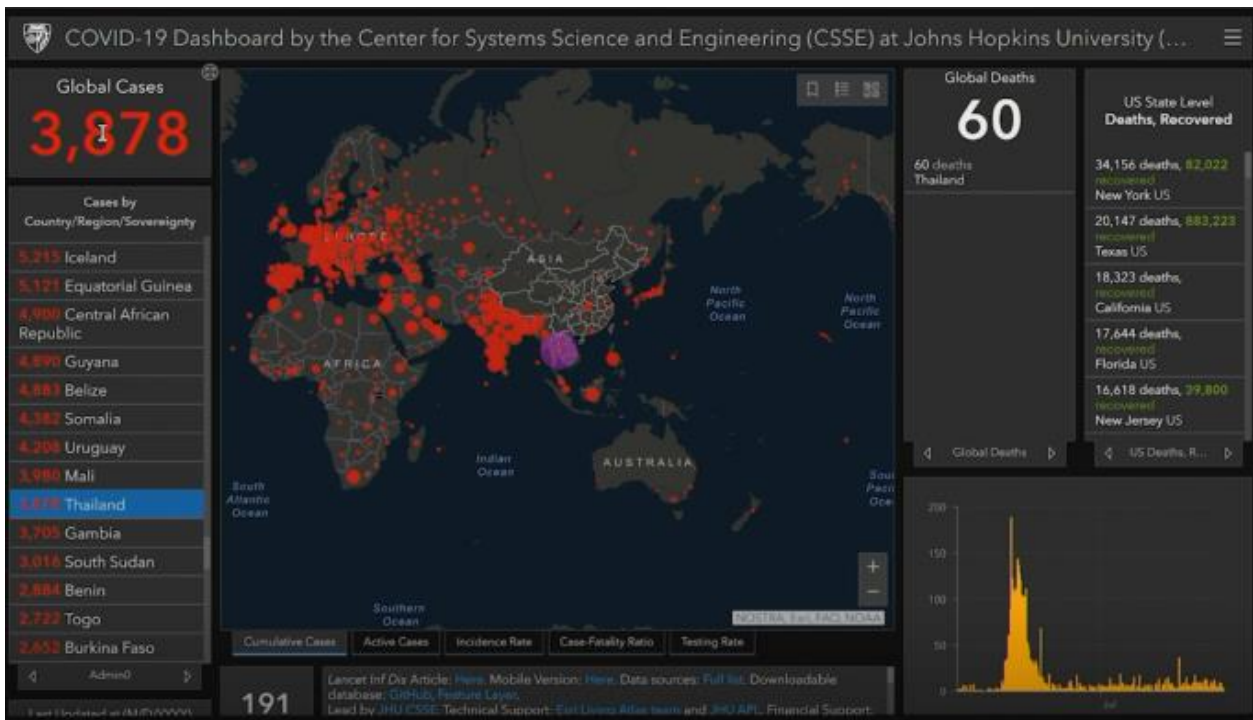 COVID-19 Dashboard by the Center for Systems Science and Engineering (CSSE) at Johns Hopkins University (...
Global Cases
3,878
Cases by
Country/Region/Sovereignty
5,215 Iceland
5,121 Equatorial Guinea
4,900 Central African
Republic
4,890 Guyana
4,883 Belize
4,382 Somalia
4,208 Uruguay
3,980 Mali
3,878 Thailand
3,705 Gambia
3,016 South Sudan
2,884 Benin
2,722 Togo
2,652 Burkina Faso
Admin0
EUROPE
ASIA
AFRICA
AUSTRALIA
North
Pacific
Ocean
North
Pacific
Ocean
Indian
Ocean
South
Atlantic
Ocean
Southern
Ocean
NOSTRA, Esri, FAO, NOAA
Cumulative Cases
Active Cases
Incidence Rate
Case-Fatality Ratio
Testing Rate
191
Lancet Inf Dis Article: Here. Mobile Version: Here. Data sources: Full list. Downloadable
database: GitHub, Feature Layer.
Lead by JHU CSSE. Technical Support: Esri Living Atlas team and JHU APL. Financial Support:
Global Deaths
60
60 deaths
Thailand
Global Deaths
US State Level
Deaths, Recovered
34,156 deaths, 82,022
recovered
New York US
20,147 deaths, 883,223
recovered
Texas US
18,323 deaths,
recovered
California US
17,644 deaths,
recovered
Florida US
16,618 deaths, 39,800
recovered
New Jersey US
US Deaths, R...
200
150
100
50
0